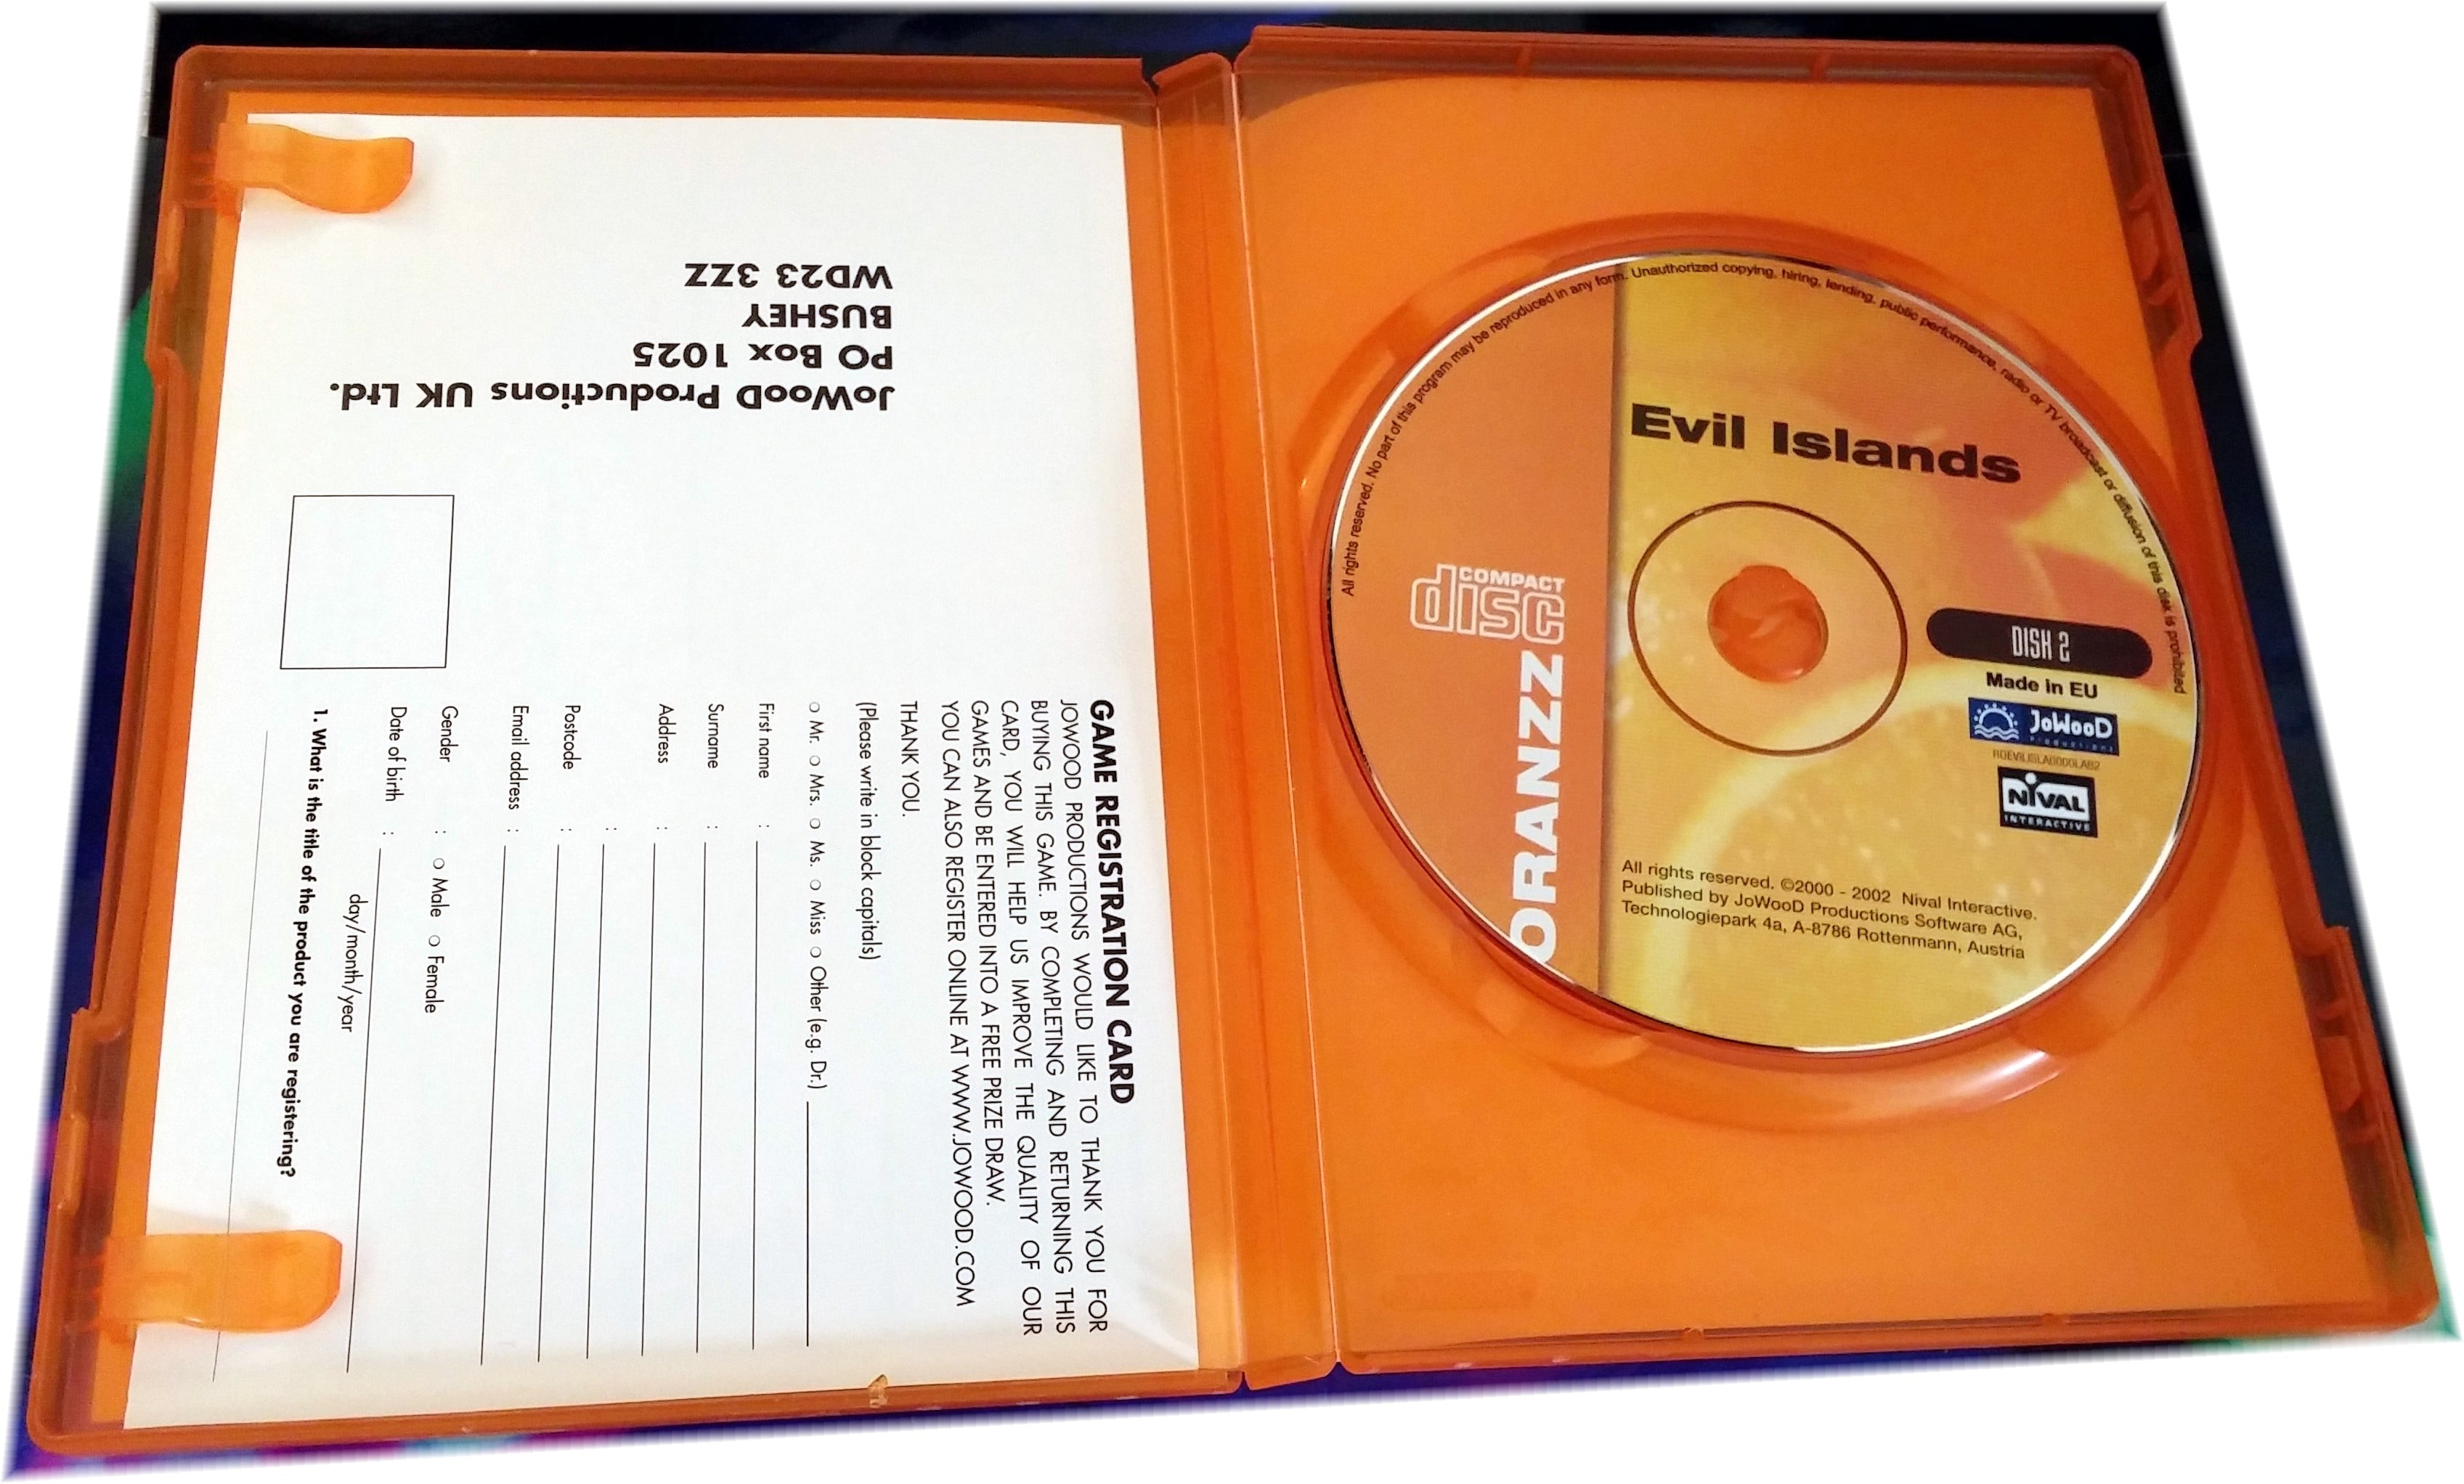 JoWooD Productions UK Ltd.
PO Box 1025
BUSHEY
WD23 3ZZ
GAME REGISTRATION CARD
JOWOOD PRODUCTIONS WOULD LIKE TO THANK YOU FOR
BUYING THIS GAME. BY COMPLETING AND RETURNING THIS
CARD, YOU WILL HELP US IMPROVE THE QUALITY OF OUR
GAMES AND BE ENTERED INTO A FREE PRIZE DRAW.
YOU CAN ALSO REGISTER ONLINE AT WWW.JOWOOD.COM
THANK YOU.
(Please write in block capitals)
○ Mr. ○ Mrs. ○ Ms. ○ Miss ○ Other (e.g. Dr.)
First name :
Surname :
Address :
:
Postcode :
Email address :
Gender : ○ Male ○ Female
Date of birth :
day/month/year
1. What is the title of the product you are registering?
All rights reserved. No part of this program may be reproduced in any form. Unauthorized copying, hiring, lending, public performance, radio or TV broadcast or diffusion of this disk is prohibited
Evil Islands
COMPACT
disc
ORANZZ
DISK 2
Made in EU
JoWooD
Productions
NIVAL
INTERACTIVE
All rights reserved. ©2000 - 2002 Nival Interactive.
Published by JoWooD Productions Software AG,
Technologiepark 4a, A-8786 Rottenmann, Austria